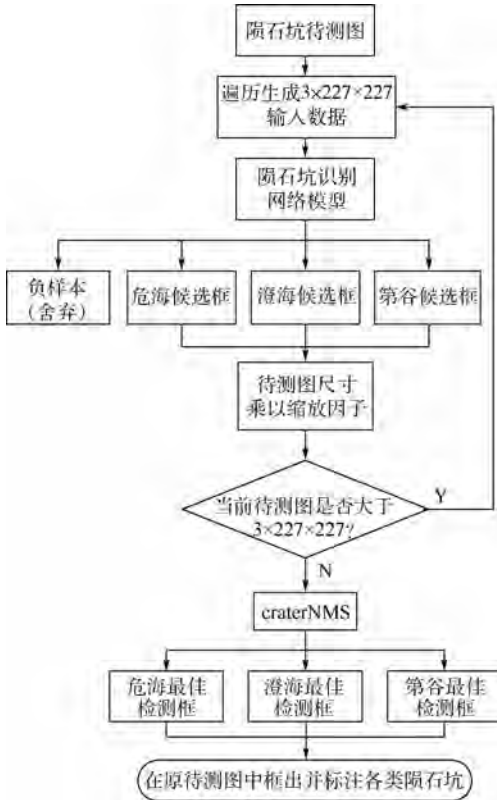 陨石坑待测图
遍历生成3×227×227
输入数据
陨石坑识别
网络模型
负样本
(舍弃)
危海候选框
澄海候选框
第谷候选框
待测图尺寸
乘以缩放因子
当前待测图是否大于
3×227×227?
Y
N
craterNMS
危海最佳
检测框
澄海最佳
检测框
第谷最佳
检测框
在原待测图中框出并标注各类陨石坑